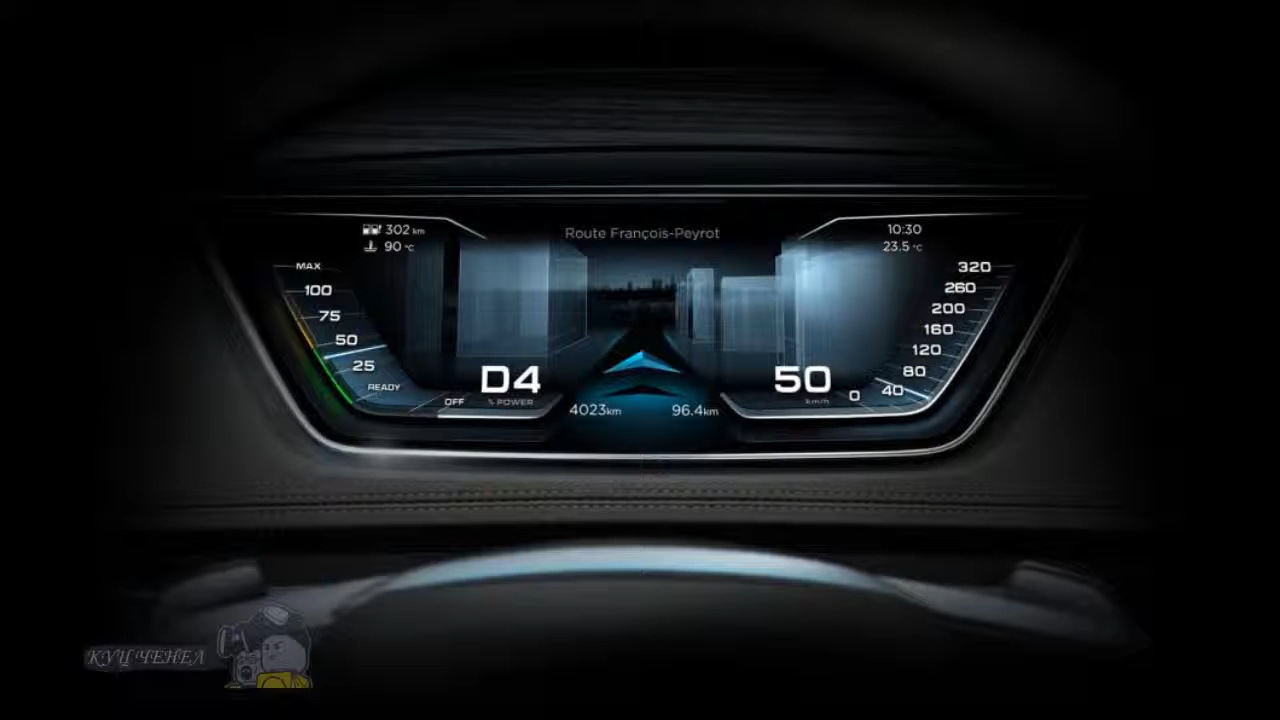 302 km
90 °C
Route François-Peyrot
10:30
23.5 °C
MAX
100
75
50
25
READY
OFF
D4
% POWER
4023km
96.4km
50
km/h
320
260
200
160
120
80
40
0
КУЦ ЧЕНЕЛ